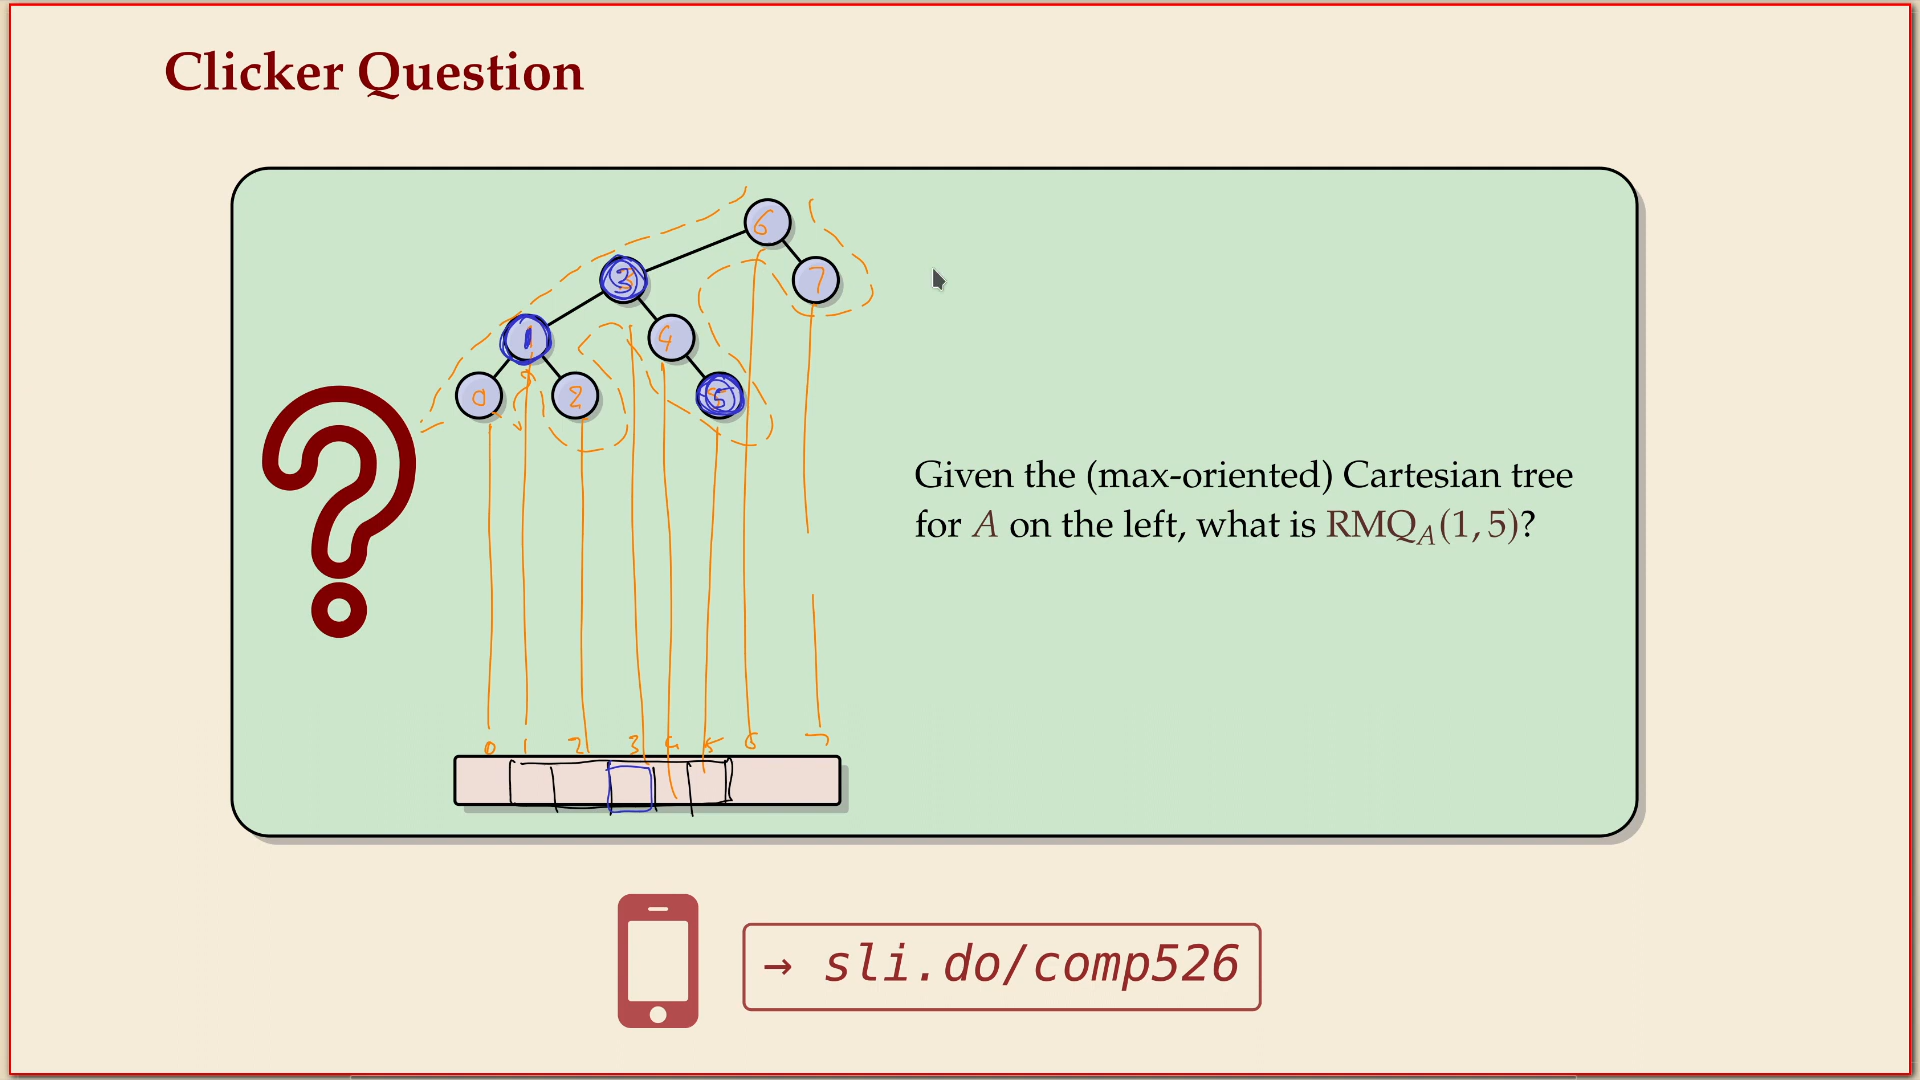 Clicker Question
6
3
7
1
4
0
2
5
Given the (max-oriented) Cartesian tree
for A on the left, what is RMQ_A(1, 5)?
0 1 2 3 4 5 6 7
→ sli.do/comp526